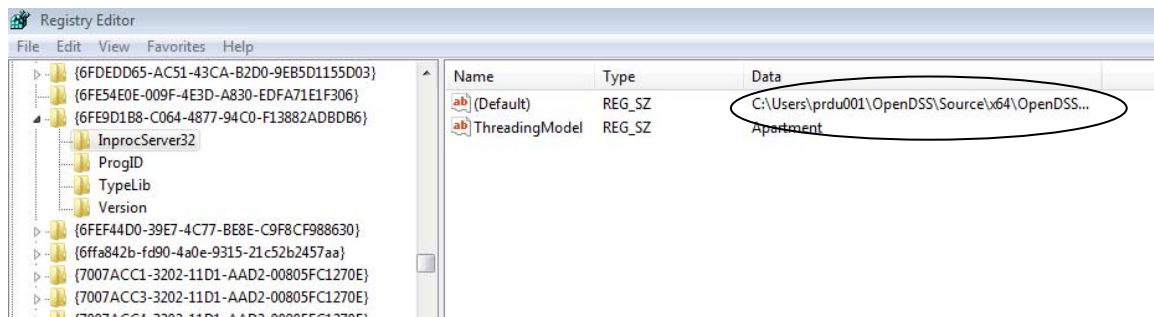 Registry Editor
File Edit View Favorites Help
{6FDEDD65-AC51-43CA-B2D0-9EB5D1155D03}
{6FE54E0E-009F-4E3D-A830-EDFA71E1F306}
{6FE9D1B8-C064-4877-94C0-F13882ADBDB6}
InprocServer32
ProgID
TypeLib
Version
{6FEF44D0-39E7-4C77-BE8E-C9F8CF988630}
{6ffa842b-fd90-4a0e-9315-21c52b2457aa}
{7007ACC1-3202-11D1-AAD2-00805FC1270E}
{7007ACC3-3202-11D1-AAD2-00805FC1270E}
Name Type Data
(Default) REG_SZ C:\Users\prdu001\OpenDSS\Source\x64\OpenDSS...
ThreadingModel REG_SZ Apartment